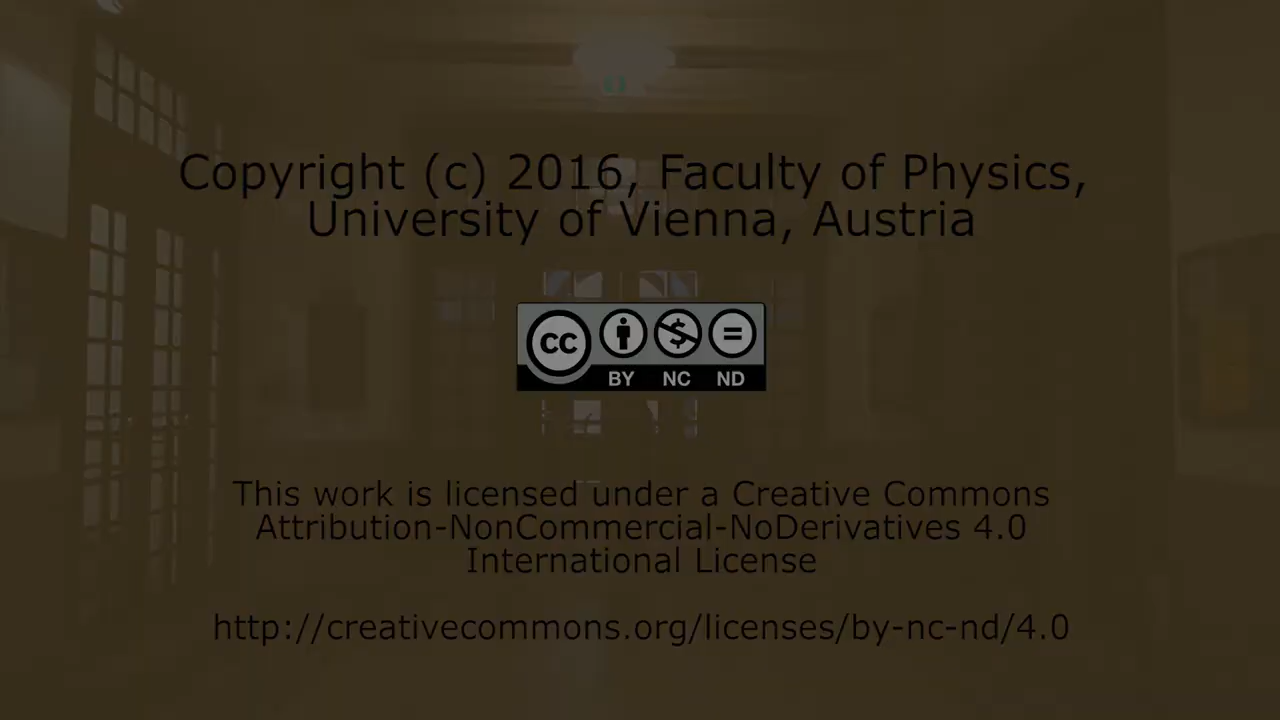 Copyright (c) 2016, Faculty of Physics,
University of Vienna, Austria
CC
BY NC ND
This work is licensed under a Creative Commons
Attribution-NonCommercial-NoDerivatives 4.0
International License
http://creativecommons.org/licenses/by-nc-nd/4.0